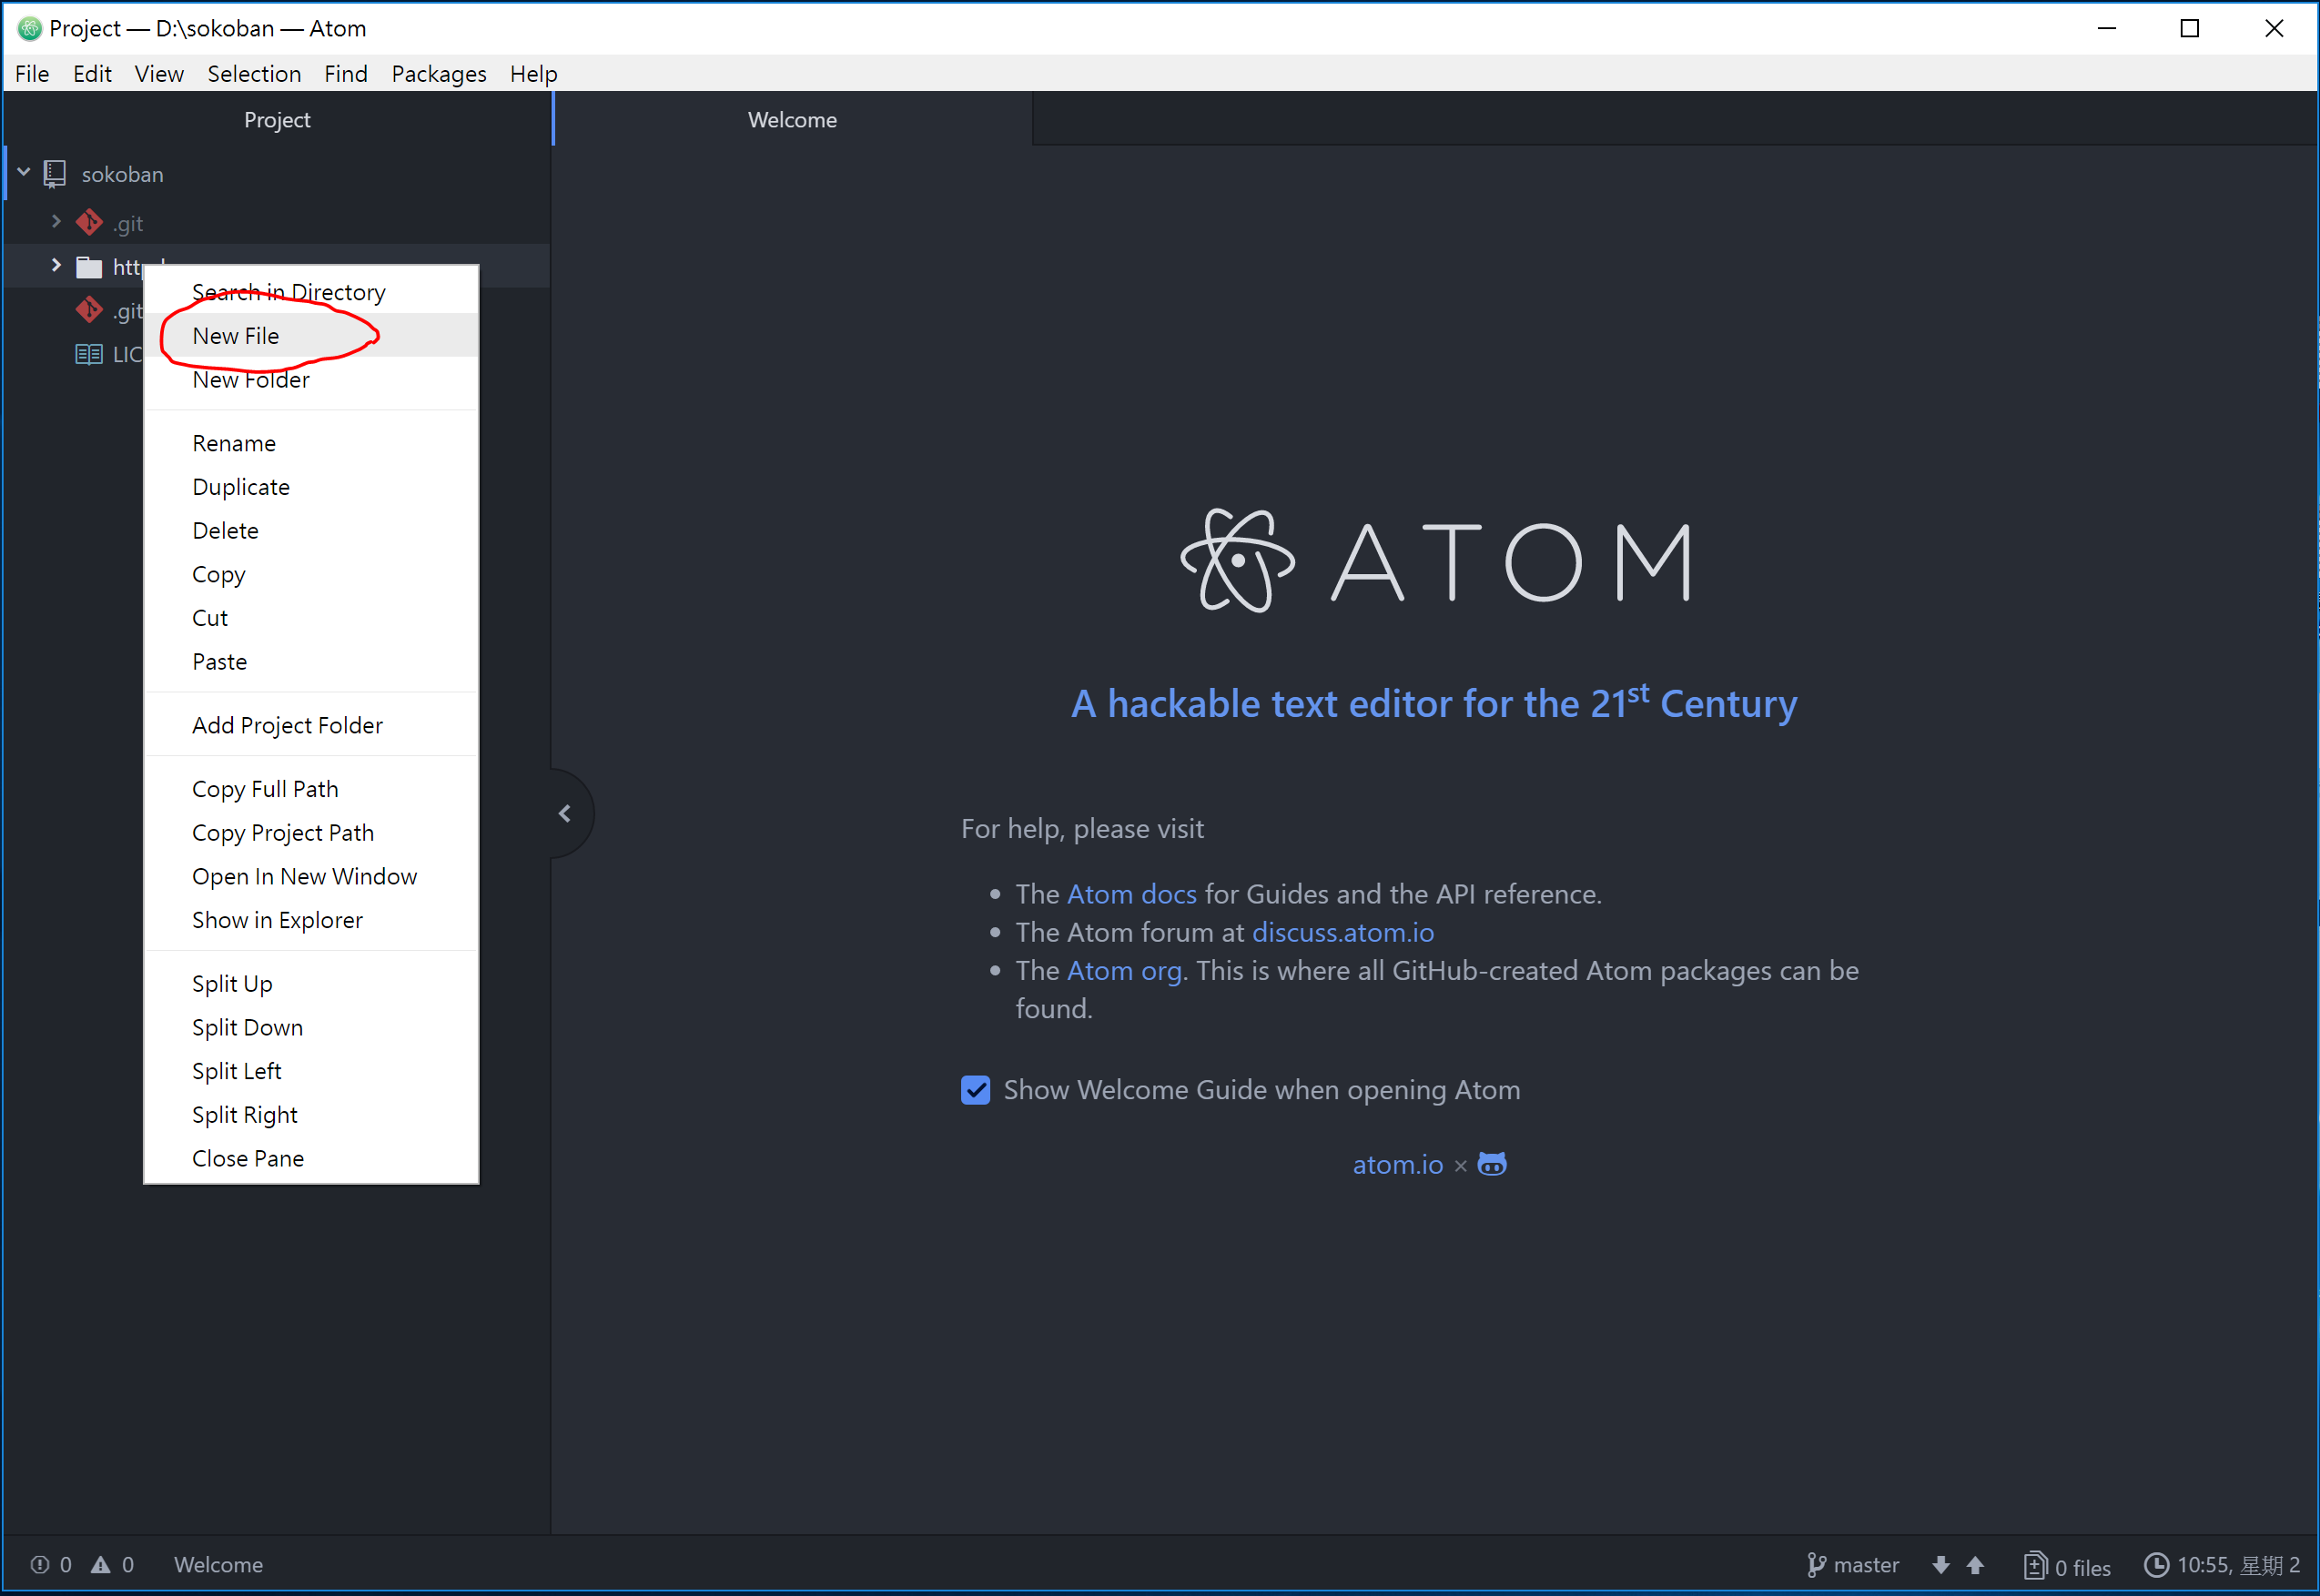 Project — D:\sokoban — Atom
File Edit View Selection Find Packages Help
Project
Welcome
sokoban
.git
.git
LIC
Search in Directory
New File
New Folder
Rename
Duplicate
Delete
Copy
Cut
Paste
Add Project Folder
Copy Full Path
Copy Project Path
Open In New Window
Show in Explorer
Split Up
Split Down
Split Left
Split Right
Close Pane
ATOM
A hackable text editor for the 21st Century
For help, please visit
• The Atom docs for Guides and the API reference.
• The Atom forum at discuss.atom.io
• The Atom org. This is where all GitHub-created Atom packages can be
found.
Show Welcome Guide when opening Atom
atom.io ×
0 0 Welcome
master 0 files 10:55, 星期 2